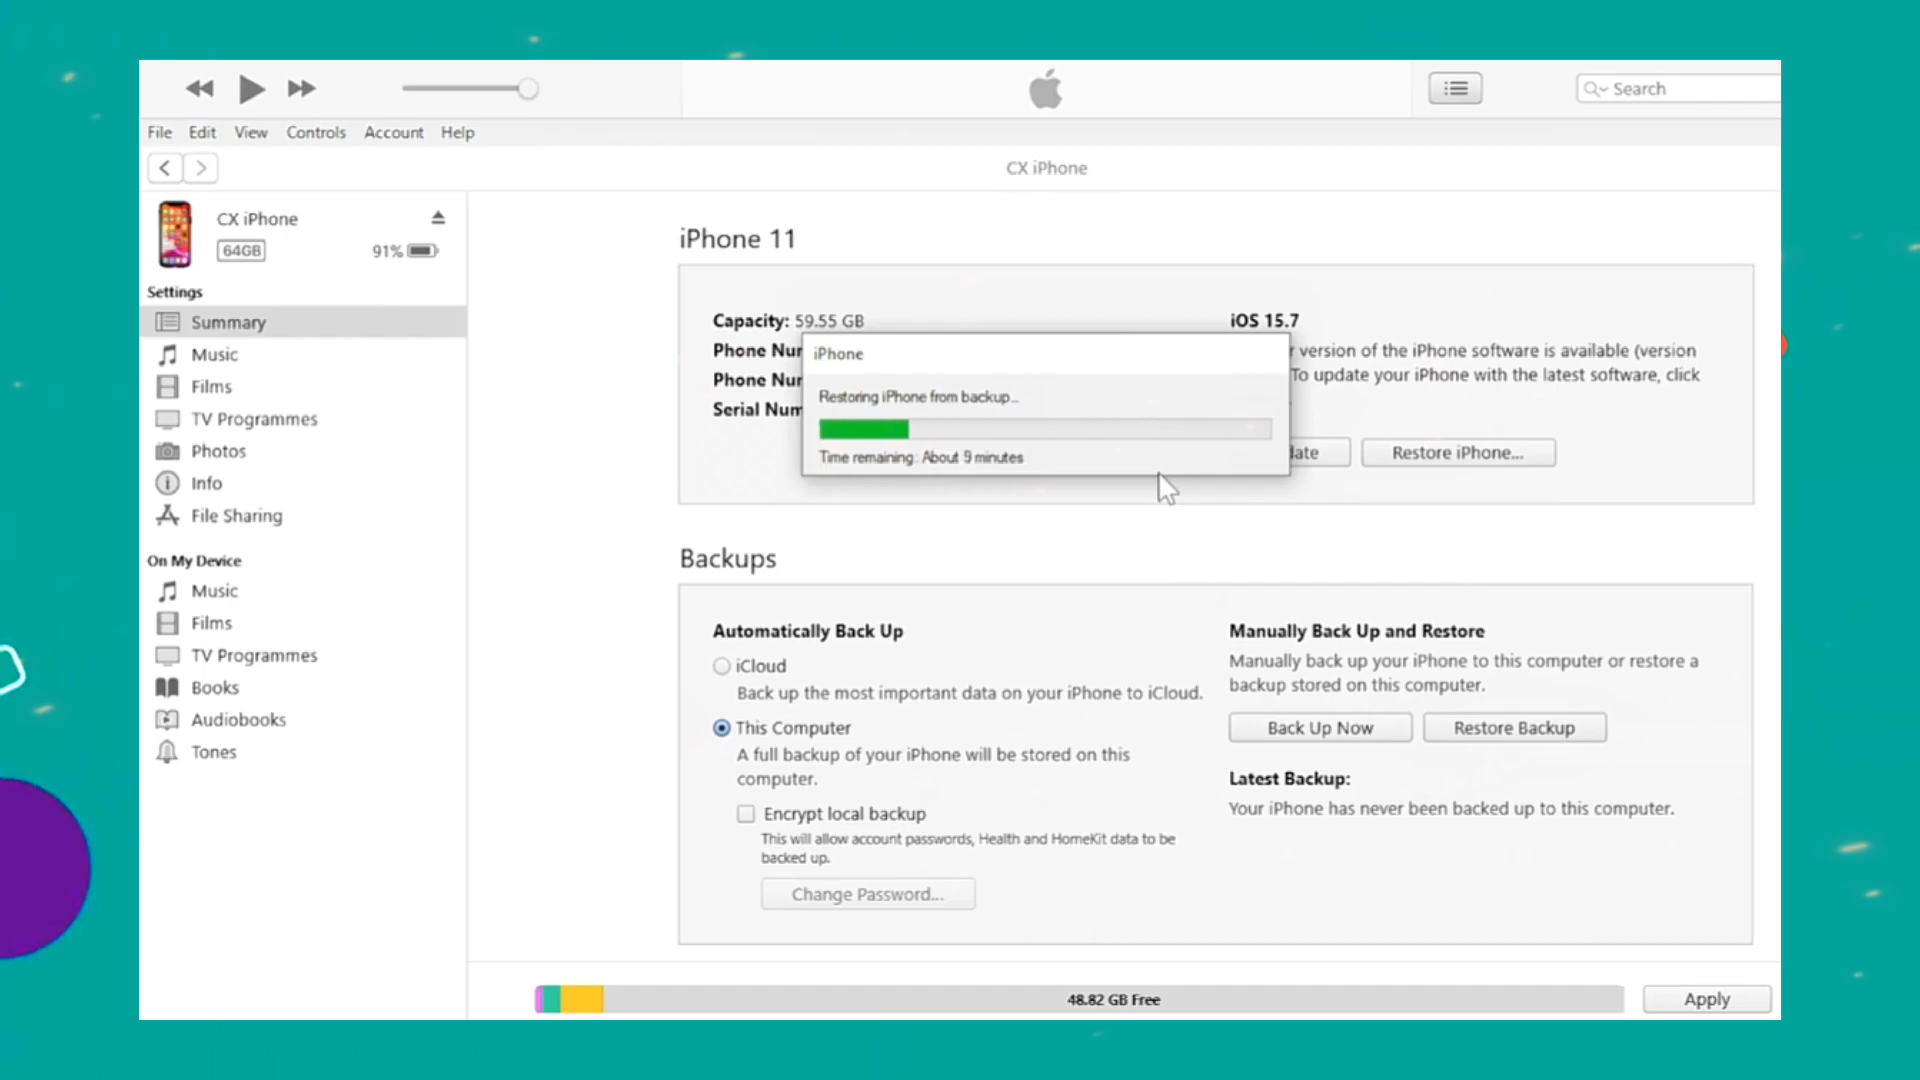 Search
File Edit View Controls Account Help
CX iPhone
CX iPhone
64GB 91%
Settings
Summary
Music
Films
TV Programmes
Photos
Info
File Sharing
On My Device
Music
Films
TV Programmes
Books
Audiobooks
Tones
iPhone 11
Capacity: 59.55 GB
Phone Nur
Phone Nur
Serial Num
iOS 15.7
r version of the iPhone software is available (version
To update your iPhone with the latest software, click
Restore iPhone...
iPhone
Restoring iPhone from backup...
Time remaining: About 9 minutes
Backups
Automatically Back Up
iCloud
Back up the most important data on your iPhone to iCloud.
This Computer
A full backup of your iPhone will be stored on this
computer.
Encrypt local backup
This will allow account passwords, Health and HomeKit data to be
backed up.
Change Password...
Manually Back Up and Restore
Manually back up your iPhone to this computer or restore a
backup stored on this computer.
Back Up Now Restore Backup
Latest Backup:
Your iPhone has never been backed up to this computer.
48.82 GB Free
Apply